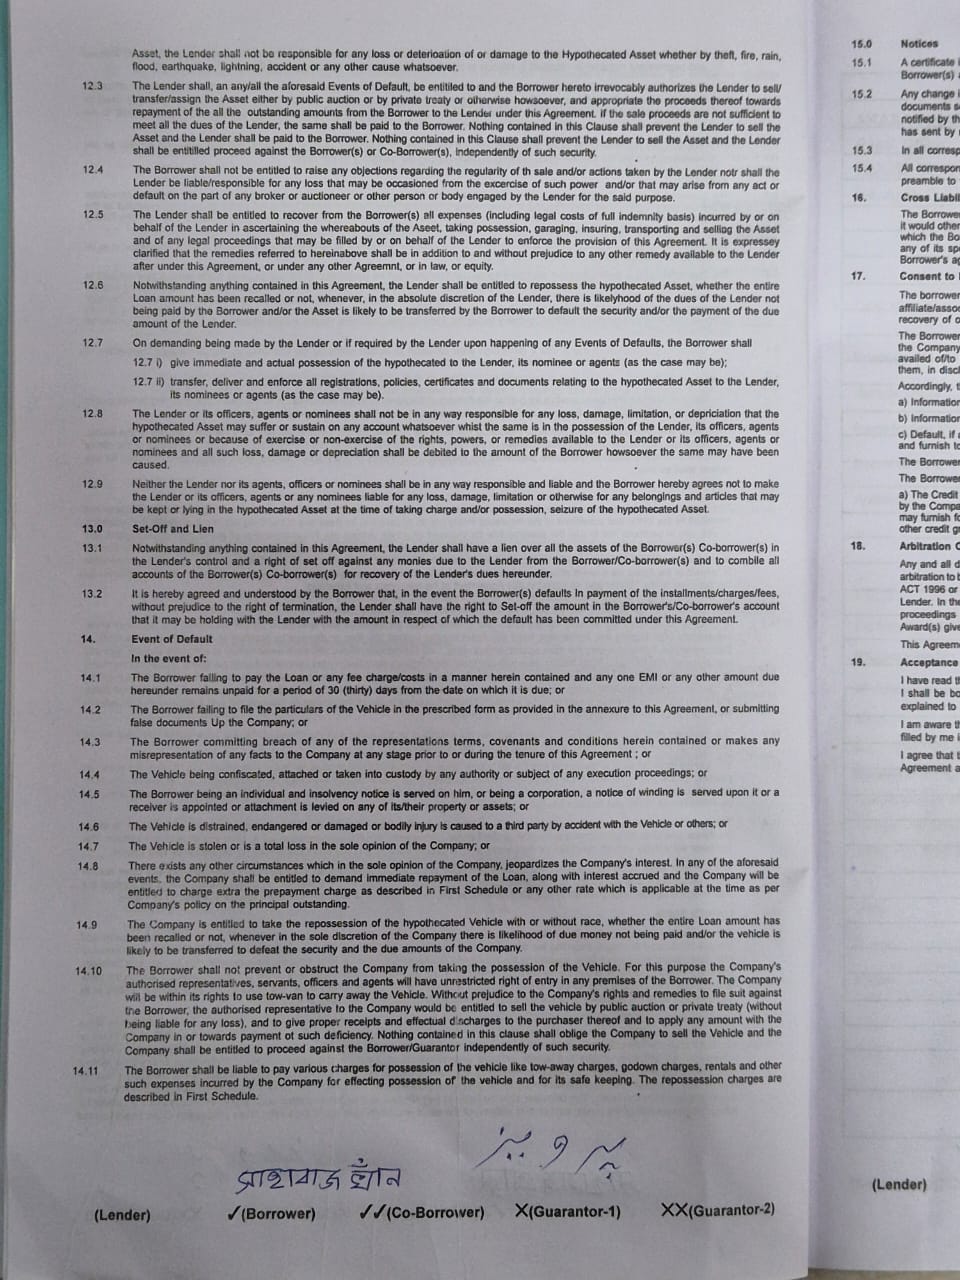 Asset, the Lender shall not be responsible for any loss or deterioation of or damage to the Hypothecated Asset whether by theft, fire, rain,
flood, earthquake, lightning, accident or any other cause whatsoever.
12.3 The Lender shall, an any/all the aforesaid Events of Default, be entitiled to and the Borrower hereto irrevocably authorizes the Lender to sell/
transfer/assign the Asset either by public auction or by private treaty or otherwise howsoever, and appropriate the proceeds thereof towards
repayment of the all the outstanding amounts from the Borrower to the Lender under this Agreement. If the sale proceeds are not sufficient to
meet all the dues of the Lender, the same shall be paid to the Borrower. Nothing contained in this Clause shall prevent the Lender to sell the
Asset and the Lender shall be paid to the Borrower. Nothing contained in this Clause shall prevent the Lender to sell the Asset and the Lender
shall be entitilled proceed against the Borrower(s) or Co-Borrower(s), independently of such security.
12.4 The Borrower shall not be entitled to raise any objections regarding the regularity of th sale and/or actions taken by the Lender notr shall the
Lender be liable/responsible for any loss that may be occasioned from the excercise of such power and/or that may arise from any act or
default on the part of any broker or auctioneer or other person or body engaged by the Lender for the said purpose.
12.5 The Lender shall be entitled to recover from the Borrower(s) all expenses (including legal costs of full indemnity basis) incurred by or on
behalf of the Lender in ascertaining the whereabouts of the Aseet, taking possession, garaging, insuring, transporting and selling the Asset
and of any legal proceedings that may be filled by or on behalf of the Lender to enforce the provision of this Agreement. It is expressey
clarified that the remedies referred to hereinabove shall be in addition to and without prejudice to any other remedy available to the Lender
after under this Agreement, or under any other Agreemnt, or in law, or equity.
12.6 Notwithstanding anything contained in this Agreement, the Lender shall be entitled to repossess the hypothecated Asset, whether the entire
Loan amount has been recalled or not, whenever, in the absolute discretion of the Lender, there is likelyhood of the dues of the Lender not
being paid by the Borrower and/or the Asset is likely to be transferred by the Borrower to default the security and/or the payment of the due
amount of the Lender.
12.7 On demanding being made by the Lender or if required by the Lender upon happening of any Events of Defaults, the Borrower shall
12.7 i) give immediate and actual possession of the hypothecated to the Lender, its nominee or agents (as the case may be);
12.7 ii) transfer, deliver and enforce all registrations, policies, certificates and documents relating to the hypothecated Asset to the Lender,
its nominees or agents (as the case may be).
12.8 The Lender or its officers, agents or nominees shall not be in any way responsible for any loss, damage, limitation, or depriciation that the
hypothecated Asset may suffer or sustain on any account whatsoever whist the same is in the possession of the Lender, its officers, agents
or nominees or because of exercise or non-exercise of the rights, powers, or remedies available to the Lender or its officers, agents or
nominees and all such loss, damage or depreciation shall be debited to the amount of the Borrower howsoever the same may have been
caused.
12.9 Neither the Lender nor its agents, officers or nominees shall be in any way responsible and liable and the Borrower hereby agrees not to make
the Lender or its officers, agents or any nominees liable for any loss, damage, limitation or otherwise for any belongings and articles that may
be kept or lying in the hypothecated Asset at the time of taking charge and/or possession, seizure of the hypothecated Asset.
13.0 Set-Off and Lien
13.1 Notwithstanding anything contained in this Agreement, the Lender shall have a lien over all the assets of the Borrower(s) Co-borrower(s) in
the Lender's control and a right of set off against any monies due to the Lender from the Borrower/Co-borrower(s) and to combile all
accounts of the Borrower(s) Co-borrower(s) for recovery of the Lender's dues hereunder.
13.2 It is hereby agreed and understood by the Borrower that, in the event the Borrower(s) defaults In payment of the installments/charges/fees,
without prejudice to the right of termination, the Lender shall have the right to Set-off the amount in the Borrower's/Co-borrower's account
that it may be holding with the Lender with the amount in respect of which the default has been committed under this Agreement.
14. Event of Default
In the event of:
14.1 The Borrower failing to pay the Loan or any fee charge/costs in a manner herein contained and any one EMI or any other amount due
hereunder remains unpaid for a period of 30 (thirty) days from the date on which it is due; or
14.2 The Borrower failing to file the particulars of the Vehicle in the prescribed form as provided in the annexure to this Agreement, or submitting
false documents Up the Company; or
14.3 The Borrower committing breach of any of the representations terms, covenants and conditions herein contained or makes any
misrepresentation of any facts to the Company at any stage prior to or during the tenure of this Agreement ; or
14.4 The Vehicle being confiscated, attached or taken into custody by any authority or subject of any execution proceedings; or
14.5 The Borrower being an individual and insolvency notice is served on him, or being a corporation, a notice of winding is served upon it or a
receiver is appointed or attachment is levied on any of its/their property or assets; or
14.6 The Vehicle is distrained, endangered or damaged or bodily injury is caused to a third party by accident with the Vehicle or others; or
14.7 The Vehicle is stolen or is a total loss in the sole opinion of the Company; or
14.8 There exists any other circumstances which in the sole opinion of the Company, jeopardizes the Company's interest. In any of the aforesaid
events, the Company shall be entitled to demand immediate repayment of the Loan, along with interest accrued and the Company will be
entitled to charge extra the prepayment charge as described in First Schedule or any other rate which is applicable at the time as per
Company's policy on the principal outstanding.
14.9 The Company is entitled to take the repossession of the hypothecated Vehicle with or without race, whether the entire Loan amount has
been recalled or not, whenever in the sole discretion of the Company there is likelihood of due money not being paid and/or the vehicle is
likely to be transferred to defeat the security and the due amounts of the Company.
14.10 The Borrower shall not prevent or obstruct the Company from taking the possession of the Vehicle. For this purpose the Company's
authorised representatives, servants, officers and agents will have unrestricted right of entry in any premises of the Borrower. The Company
will be within its rights to use tow-van to carry away the Vehicle. Without prejudice to the Company's rights and remedies to file suit against
the Borrower, the authorised representative to the Company would be entitled to sell the vehicle by public auction or private treaty (without
being liable for any loss), and to give proper receipts and effectual discharges to the purchaser thereof and to apply any amount with the
Company in or towards payment of such deficiency. Nothing contained in this clause shall oblige the Company to sell the Vehicle and the
Company shall be entitled to proceed against the Borrower/Guarantor independently of such security.
14.11 The Borrower shall be liable to pay various charges for possession of the vehicle like tow-away charges, godown charges, rentals and other
such expenses incurred by the Company for effecting possession of the vehicle and for its safe keeping. The repossession charges are
described in First Schedule.
সাহাবাজ খাঁন
(Lender) ✓(Borrower) ✓✓(Co-Borrower) X(Guarantor-1) XX(Guarantor-2)
15.0 Notices
15.1 A certificate
Borrower(s)
15.2 Any change
documents
notified by
has sent by
15.3 In all
15.4 All
preamble to
16. Cross
The
it would
which the
any of its
Borrower's
17. Consent to
The borrower
recovery of
The
the Company
availed of/to
them, in
Accordingly,
a)
b)
c) Default, if
and furnish
The
The
a) The Credit
by the
may furnish
other credit
18. Arbitration
Any and all
arbitration to
ACT 1996 or
Lender. In
proceedings
Award(s)
This
19. Acceptance
I have read
I shall be
explained to
I am aware
filled by me
I agree that
Agreement
(Lender)